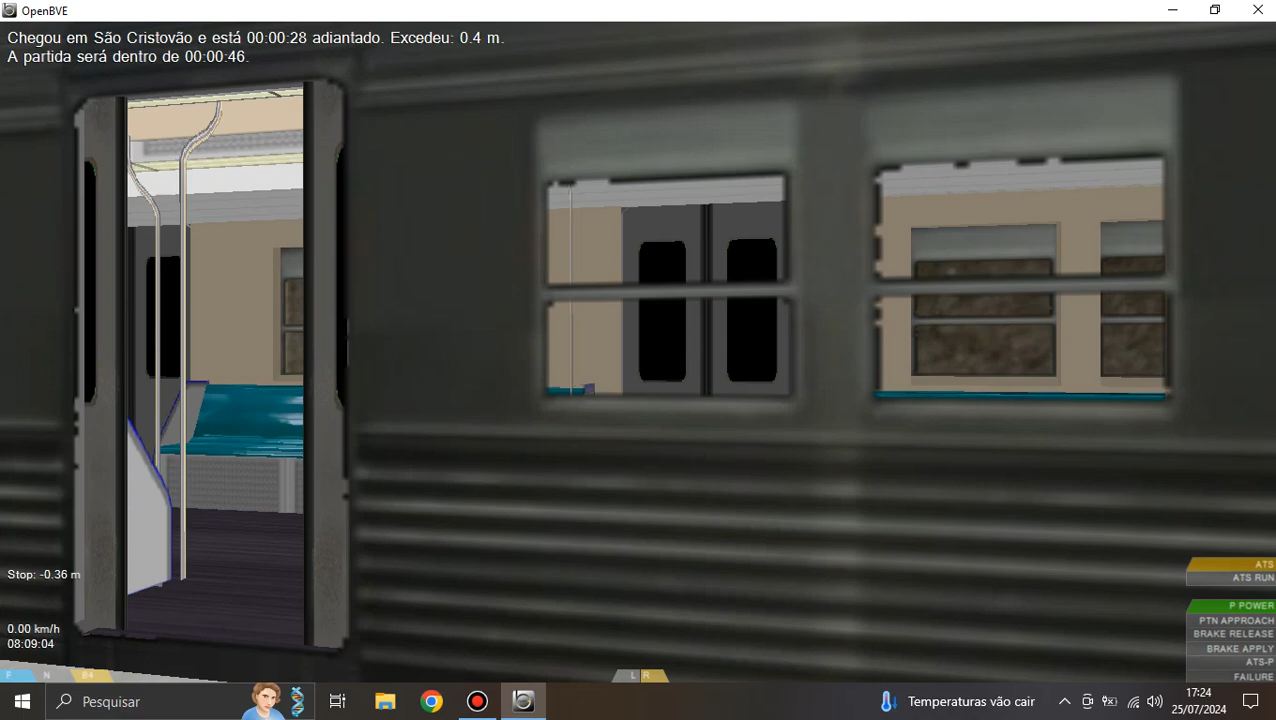 OpenBVE
Chegou em São Cristovão e está 00:00:28 adiantado. Excedeu: 0.4 m.
A partida será dentro de 00:00:46.
Stop: -0.36 m
0.00 km/h
08:09:04
ATS
ATS RUN
P POWER
PTN APPROACH
BRAKE RELEASE
BRAKE APPLY
ATS-P
FAILURE
F N B4
L R
Pesquisar
Temperaturas vão cair
17:24
25/07/2024